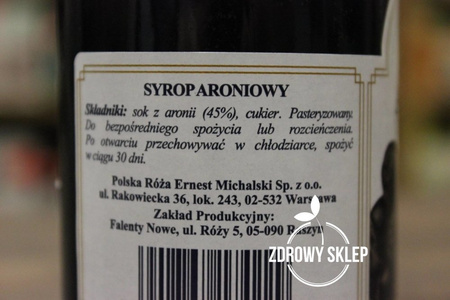 SYROP ARONIOWY
Składniki: sok z aronii (45%), cukier. Pasteryzowany.
Do bezpośredniego spożycia lub rozcieńczenia.
Po otwarciu przechowywać w chłodziarce, spożyć
w ciągu 30 dni.
Polska Róża Ernest Michalski Sp. z o.o.
ul. Rakowiecka 36, lok. 243, 02-532 Warszawa
Zakład Produkcyjny:
Falenty Nowe, ul. Róży 5, 05-090 Raszyn
ZDROWY SKLEP